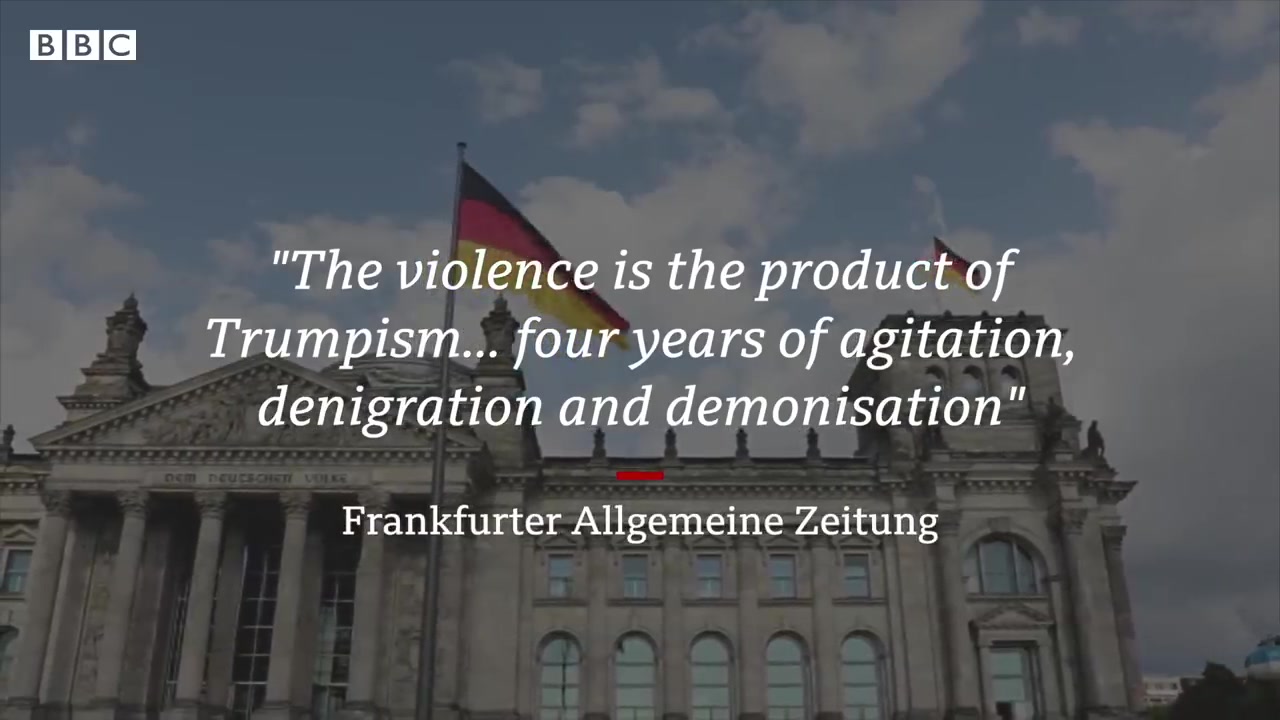 BBC
"The violence is the product of
Trumpism... four years of agitation,
denigration and demonisation"
DEM DEUTSCHEN VOLKE
Frankfurter Allgemeine Zeitung